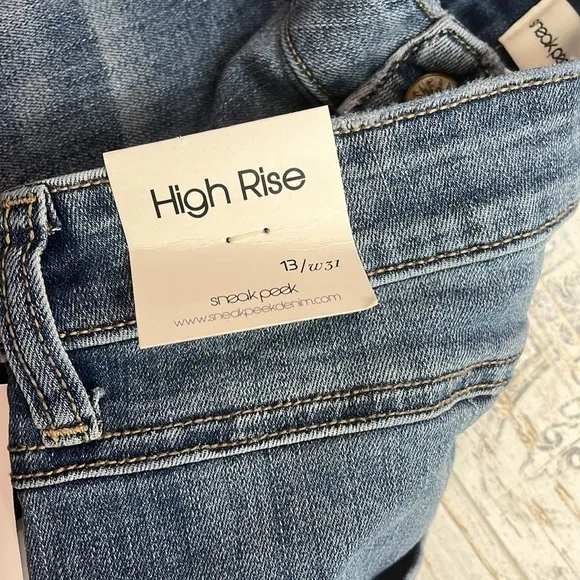 High Rise
13/w31
sneak peek
www.sneakpeekdenim.com